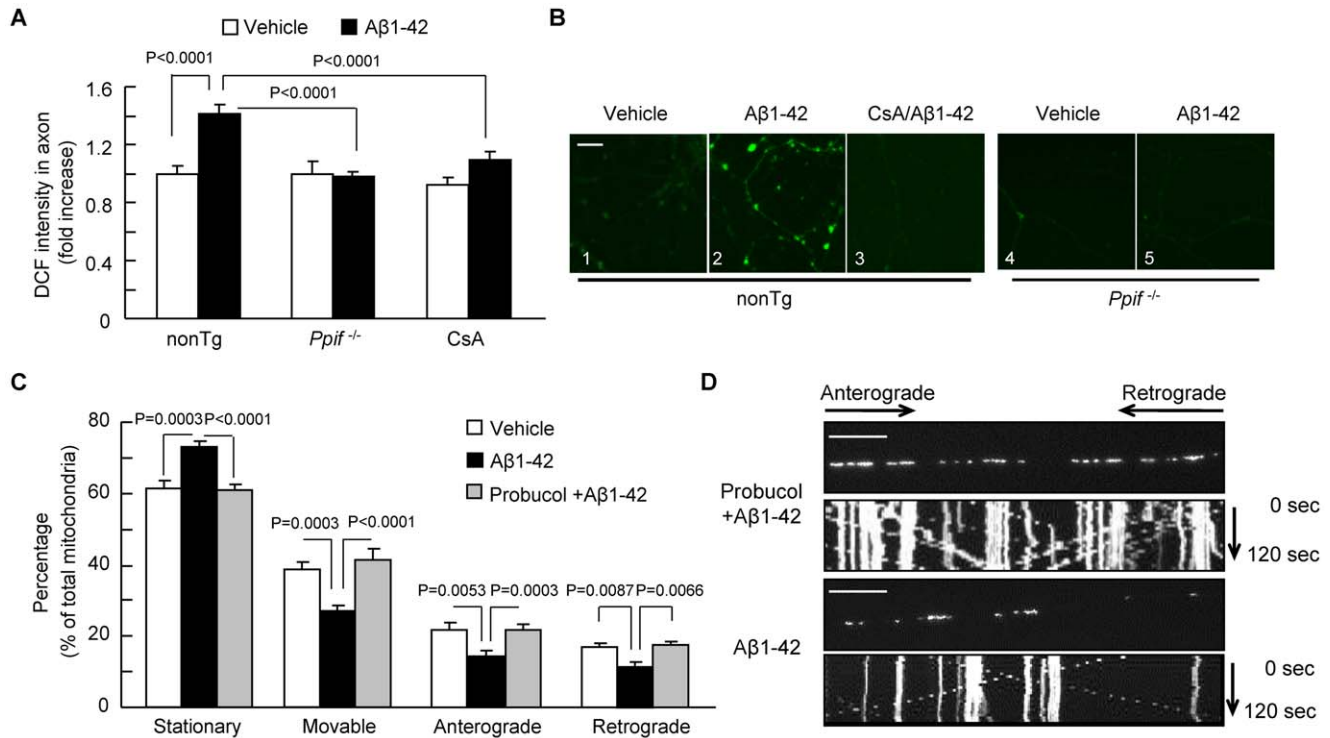 A
Vehicle Aβ1-42
P<0.0001
P<0.0001
P<0.0001
DCF intensity in axon
(fold increase)
1.6
1.2
0.8
0.4
0
nonTg Ppif -/- CsA
B
Vehicle Aβ1-42 CsA/Aβ1-42 Vehicle Aβ1-42
1 2 3 4 5
nonTg Ppif -/-
C
Vehicle
Aβ1-42
Probucol +Aβ1-42
P=0.0003 P<0.0001
P=0.0003 P<0.0001
P=0.0053 P=0.0003
P=0.0087 P=0.0066
Percentage
(% of total mitochondria)
80
60
40
20
0
Stationary Movable Anterograde Retrograde
D
Anterograde Retrograde
Probucol
+Aβ1-42
0 sec
120 sec
Aβ1-42
0 sec
120 sec